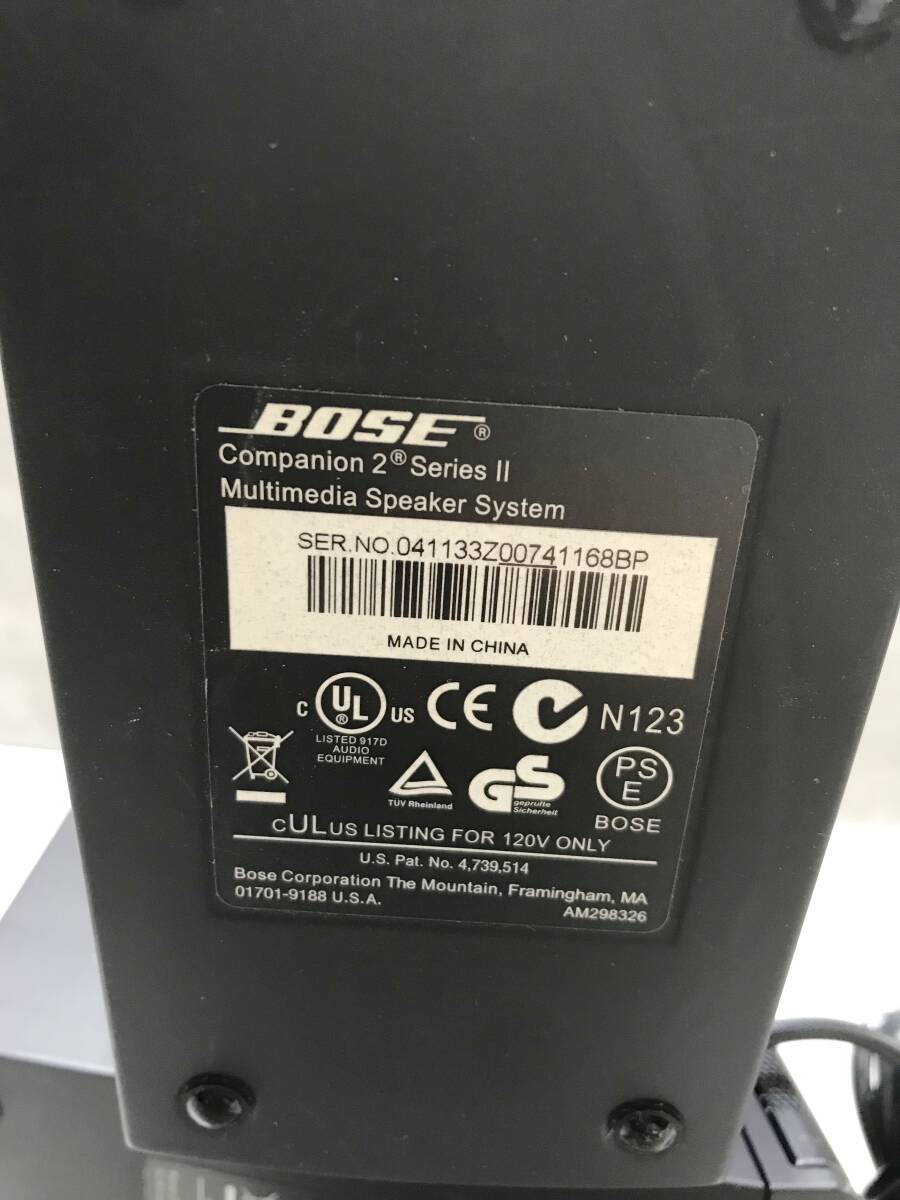 BOSE®
Companion 2® Series II
Multimedia Speaker System
SER.NO.041133Z00741168BP
MADE IN CHINA
C UL® US CE N123
LISTED 917D
AUDIO
EQUIPMENT
TÜV Rheinland
GS
geprüfte
Sicherheit
PS
E
BOSE
CULUS LISTING FOR 120V ONLY
U.S. Pat. No. 4,739,514
Bose Corporation The Mountain, Framingham, MA
01701-9188 U.S.A.
AM298326